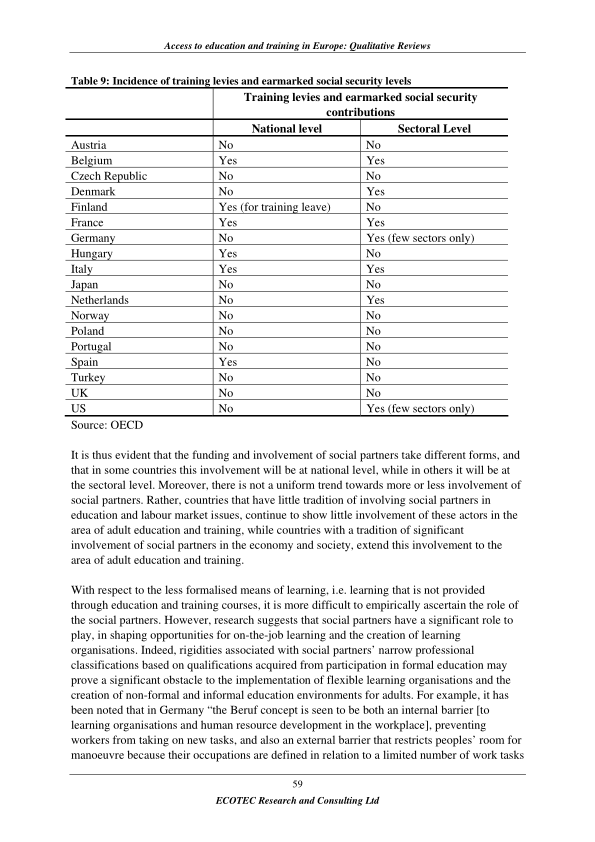 Access to education and training in Europe: Qualitative Reviews
Table 9: Incidence of training levies and earmarked social security levels
Training levies and earmarked social security
contributions
National level Sectoral Level
Austria No No
Belgium Yes Yes
Czech Republic No No
Denmark No Yes
Finland Yes (for training leave) No
France Yes Yes
Germany No Yes (few sectors only)
Hungary Yes No
Italy Yes Yes
Japan No No
Netherlands No Yes
Norway No No
Poland No No
Portugal No No
Spain Yes No
Turkey No No
UK No No
US No Yes (few sectors only)
Source: OECD
It is thus evident that the funding and involvement of social partners take different forms, and
that in some countries this involvement will be at national level, while in others it will be at
the sectoral level. Moreover, there is not a uniform trend towards more or less involvement of
social partners. Rather, countries that have little tradition of involving social partners in
education and labour market issues, continue to show little involvement of these actors in the
area of adult education and training, while countries with a tradition of significant
involvement of social partners in the economy and society, extend this involvement to the
area of adult education and training.
With respect to the less formalised means of learning, i.e. learning that is not provided
through education and training courses, it is more difficult to empirically ascertain the role of
the social partners. However, research suggests that social partners have a significant role to
play, in shaping opportunities for on-the-job learning and the creation of learning
organisations. Indeed, rigidities associated with social partners' narrow professional
classifications based on qualifications acquired from participation in formal education may
prove a significant obstacle to the implementation of flexible learning organisations and the
creation of non-formal and informal education environments for adults. For example, it has
been noted that in Germany “the Beruf concept is seen to be both an internal barrier [to
learning organisations and human resource development in the workplace], preventing
workers from taking on new tasks, and also an external barrier that restricts peoples' room for
manoeuvre because their occupations are defined in relation to a limited number of work tasks
59
ECOTEC Research and Consulting Ltd